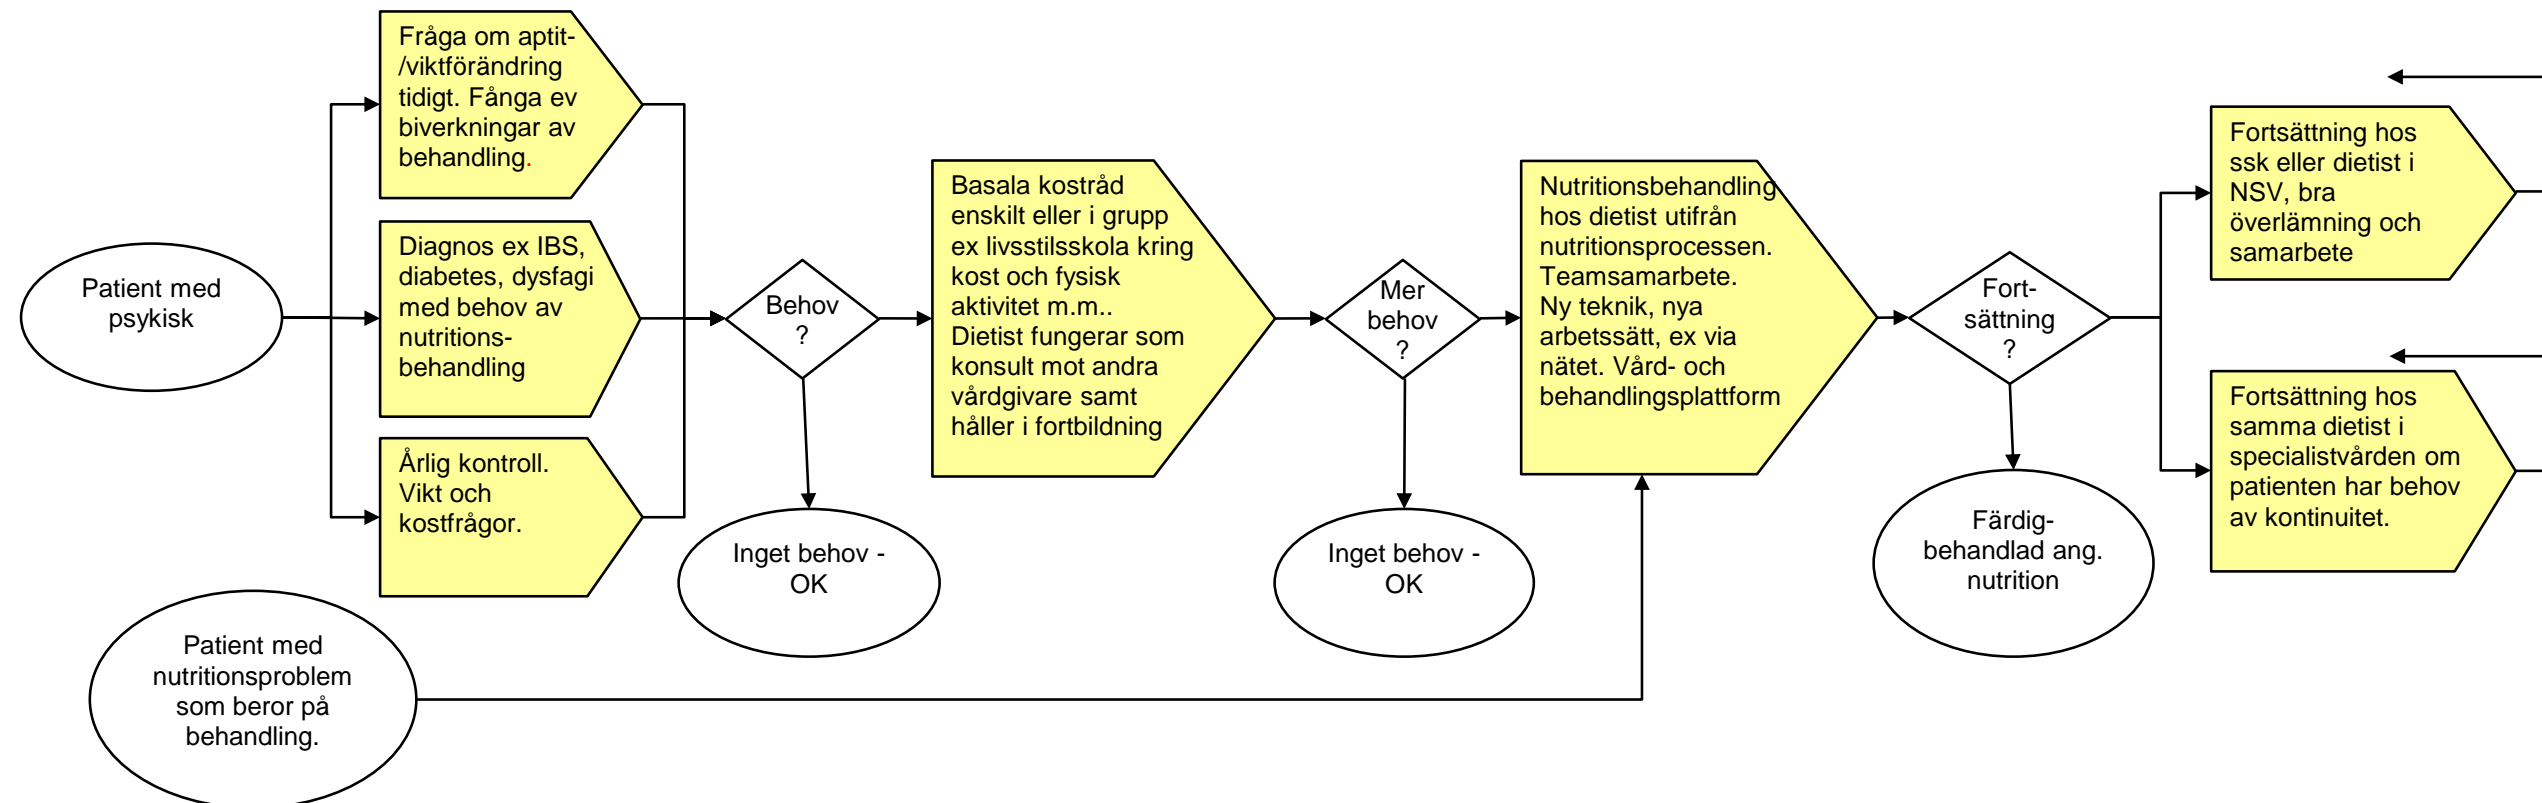 Patient med
psykisk
Fråga om aptit-
/viktförändring
tidigt. Fånga ev
biverkningar av
behandling.
Diagnos ex IBS,
diabetes, dysfagi
med behov av
nutritions-
behandling
Årlig kontroll.
Vikt och
kostfrågor.
Patient med
nutritionsproblem
som beror på
behandling.
Behov
?
Inget behov -
OK
Basala kostråd
enskilt eller i grupp
ex livsstilsskola kring
kost och fysisk
aktivitet m.m..
Dietist fungerar som
konsult mot andra
vårdgivare samt
håller i fortbildning
Mer
behov
?
Inget behov -
OK
Nutritionsbehandling
hos dietist utifrån
nutritionsprocessen.
Teamsamarbete.
Ny teknik, nya
arbetssätt, ex via
nätet. Vård- och
behandlingsplattform
Fort-
sättning
?
Färdig-
behandlad ang.
nutrition
Fortsättning hos
ssk eller dietist i
NSV, bra
överlämning och
samarbete
Fortsättning hos
samma dietist i
specialistvården om
patienten har behov
av kontinuitet.